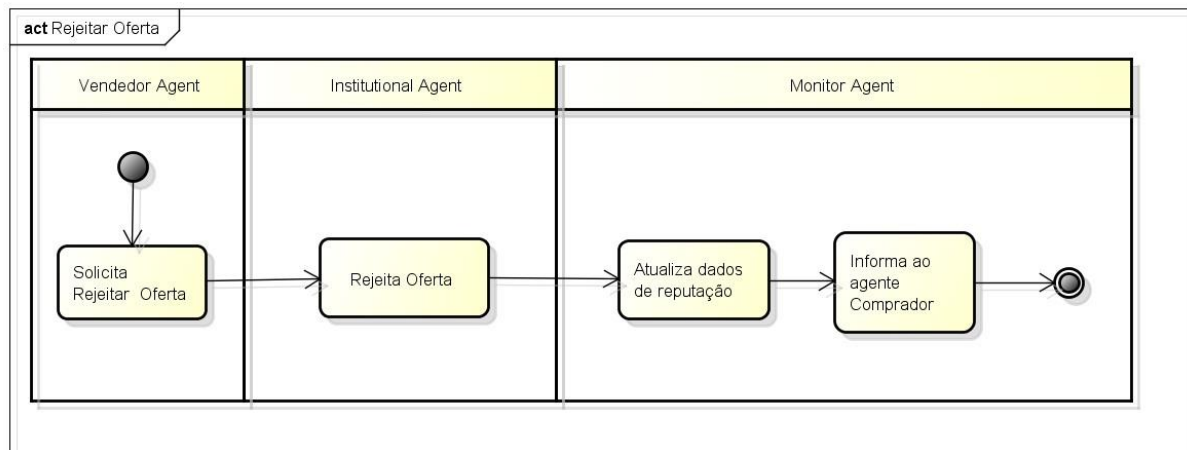 act Rejeitar Oferta
Vendedor Agent
Institutional Agent
Monitor Agent
Solicita
Rejeitar Oferta
Rejeita Oferta
Atualiza dados
de reputação
Informa ao
agente
Comprador